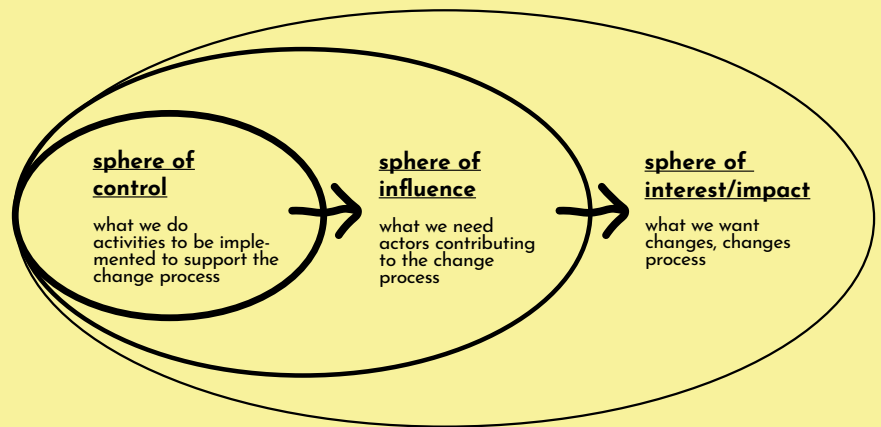 sphere of
control
what we do
activities to be imple-
mented to support the
change process
sphere of
influence
what we need
actors contributing
to the change
process
sphere of
interest/impact
what we want
changes, changes
process